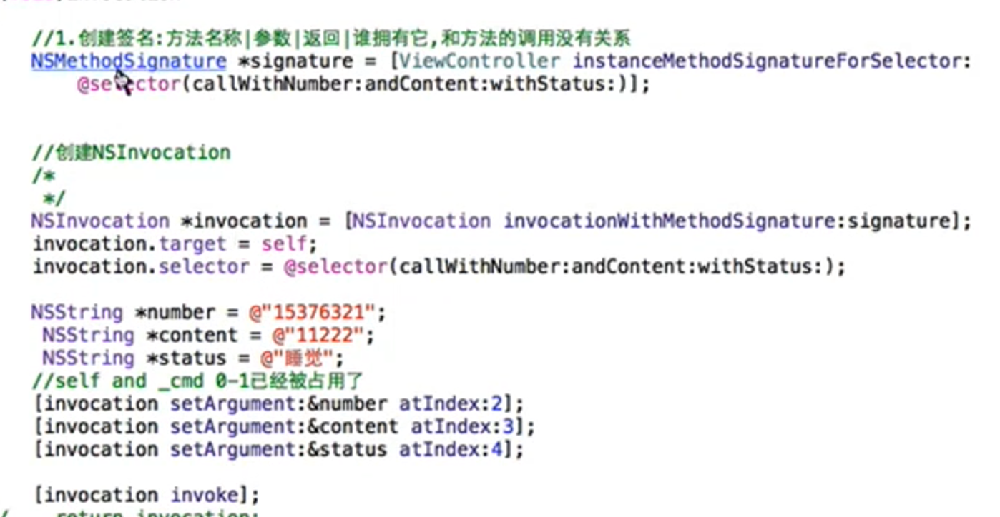 //1.创建签名:方法名称|参数|返回|谁拥有它,和方法的调用没有关系
NSMethodSignature *signature = [ViewController instanceMethodSignatureForSelector:
@selector(callWithNumber:andContent:withStatus:)];
//创建NSInvocation
/*
*/
NSInvocation *invocation = [NSInvocation invocationWithMethodSignature:signature];
invocation.target = self;
invocation.selector = @selector(callWithNumber:andContent:withStatus:);
NSString *number = @"15376321";
NSString *content = @"11222";
NSString *status = @"睡觉";
//self and _cmd 0-1已经被占用了
[invocation setArgument:&number atIndex:2];
[invocation setArgument:&content atIndex:3];
[invocation setArgument:&status atIndex:4];
[invocation invoke];
return invocation;